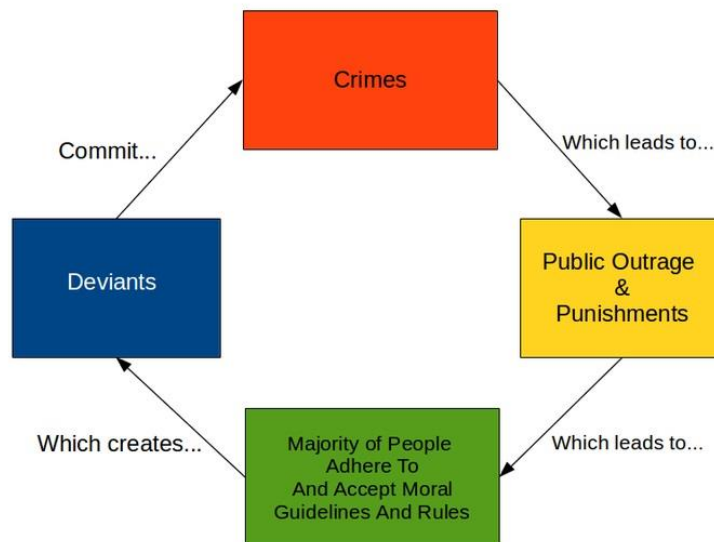 Crimes
Commit...
Which leads to...
Deviants
Public Outrage
&
Punishments
Which creates...
Majority of People
Adhere To
And Accept Moral
Guidelines And Rules
Which leads to...